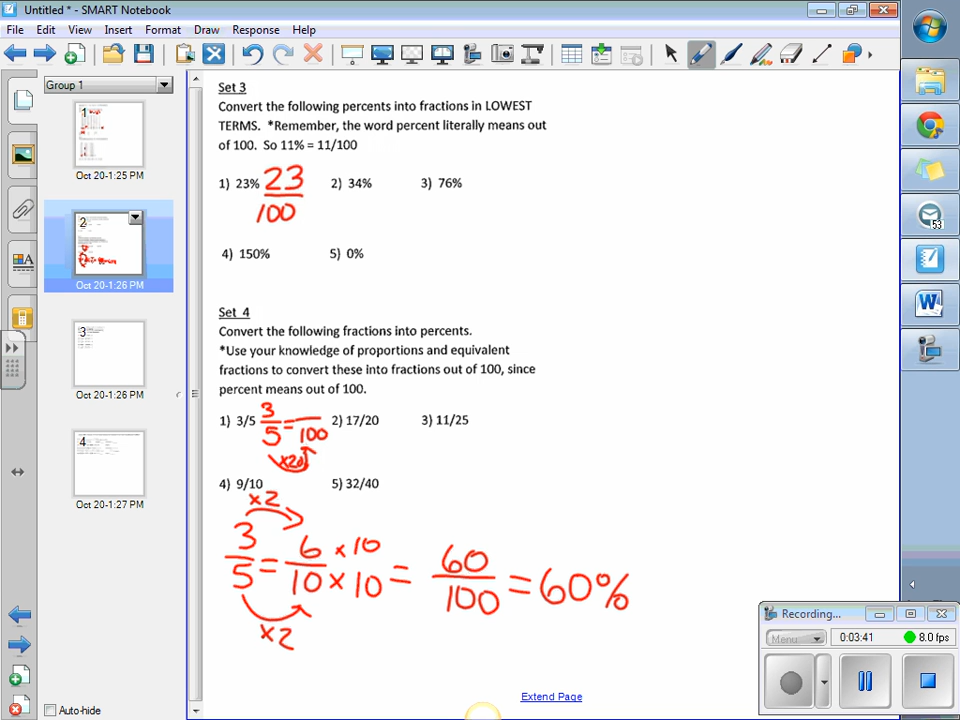 Untitled * - SMART Notebook
File Edit View Insert Format Draw Response Help
Group 1
1
Oct 20-1:25 PM
2
Oct 20-1:26 PM
3
Oct 20-1:26 PM
4
Oct 20-1:27 PM
Auto-hide
Set 3
Convert the following percents into fractions in LOWEST
TERMS. *Remember, the word percent literally means out
of 100. So 11% = 11/100
1) 23% 23/100 2) 34% 3) 76%
4) 150% 5) 0%
Set 4
Convert the following fractions into percents.
*Use your knowledge of proportions and equivalent
fractions to convert these into fractions out of 100, since
percent means out of 100.
1) 3/5 3/5 = /100 2) 17/20 3) 11/25
x20
4) 9/10 5) 32/40
x2
3/5 = 6/10 x 10 x 10 = 60/100 = 60%
x2
Extend Page
53
Recording...
Menu 0:03:41 8.0 fps